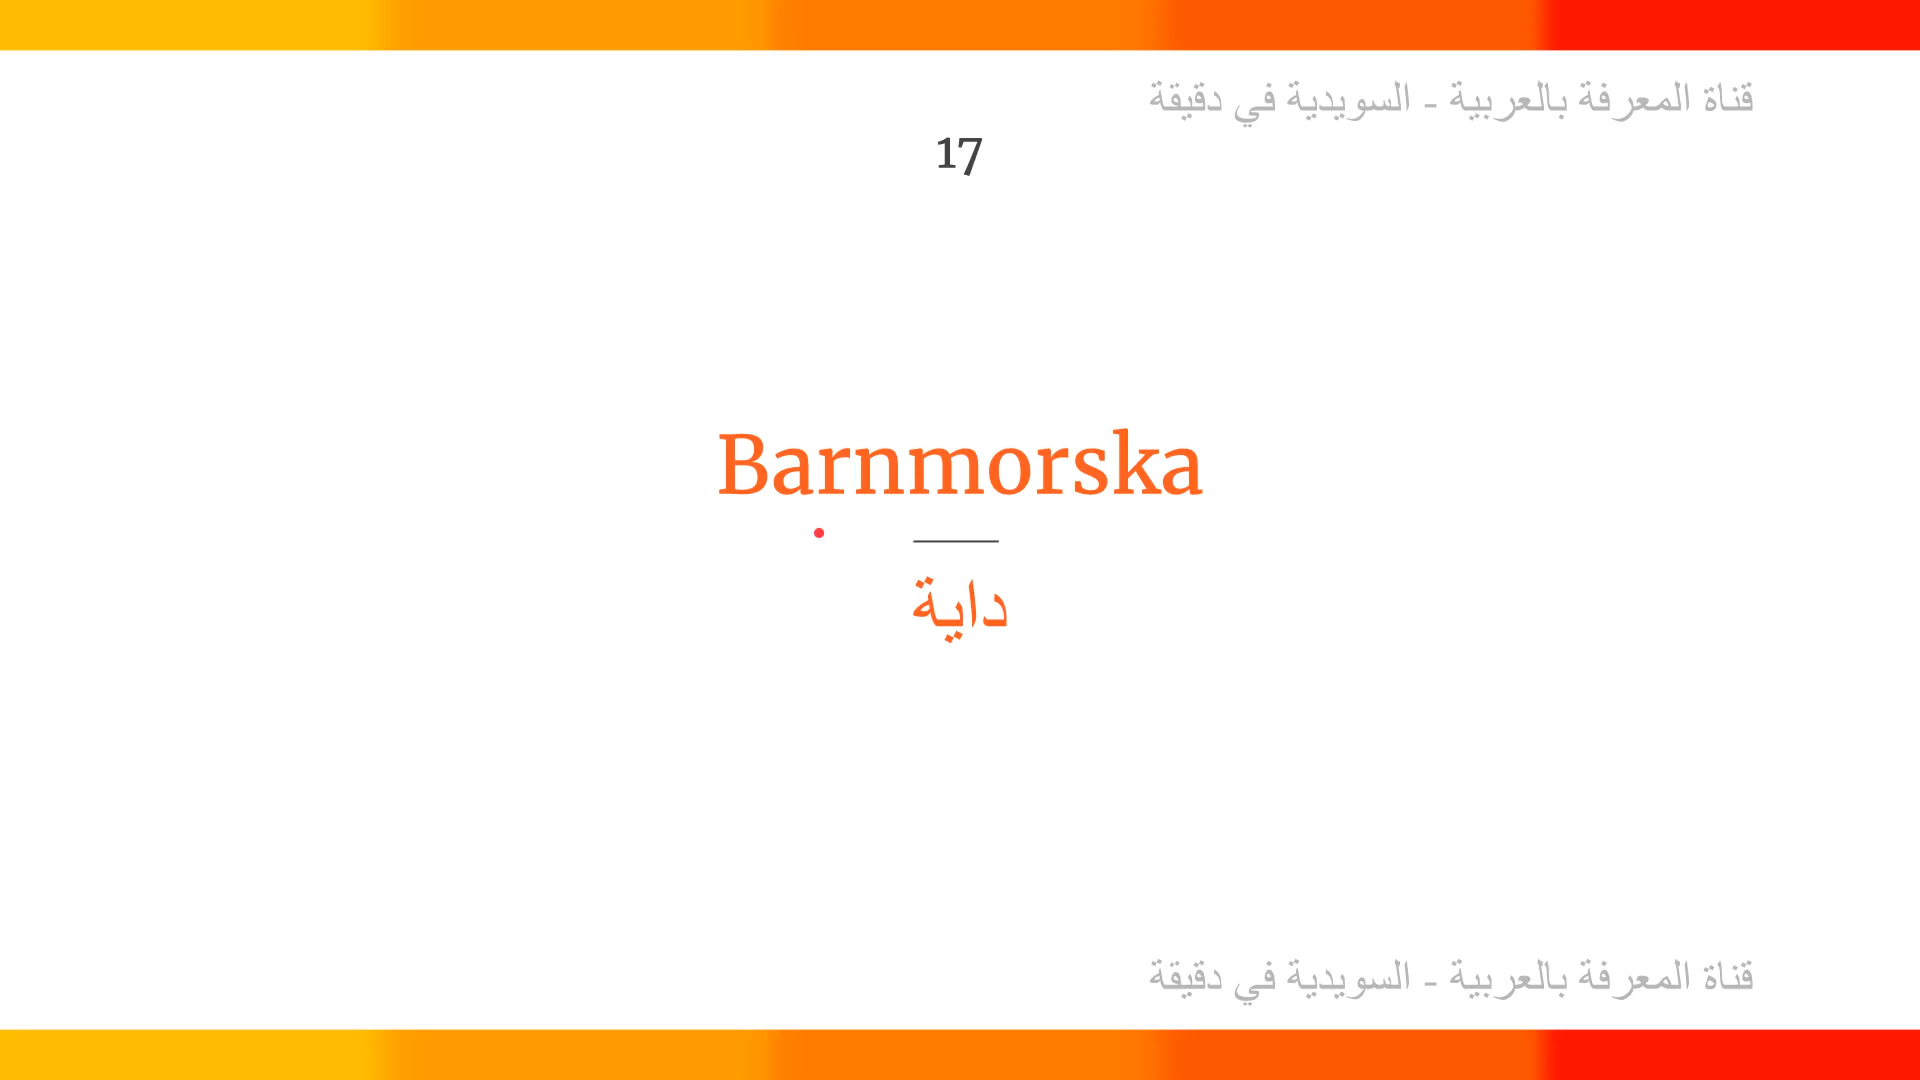 قناة المعرفة بالعربية - السويدية في دقيقة
17
Barnmorska
داية
قناة المعرفة بالعربية - السويدية في دقيقة